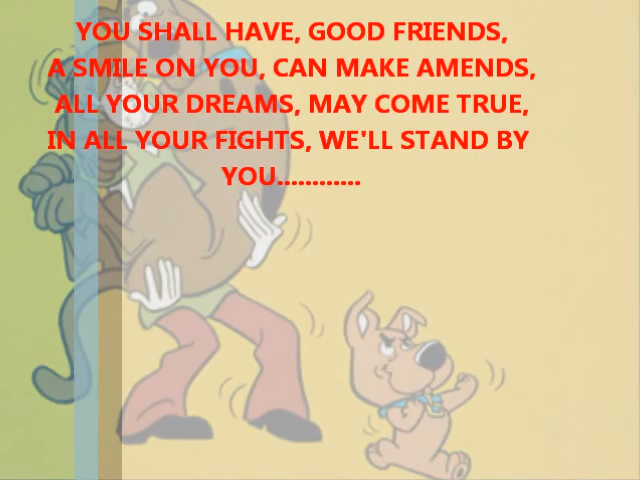 YOU SHALL HAVE, GOOD FRIENDS,
A SMILE ON YOU, CAN MAKE AMENDS,
ALL YOUR DREAMS, MAY COME TRUE,
IN ALL YOUR FIGHTS, WE'LL STAND BY
YOU............